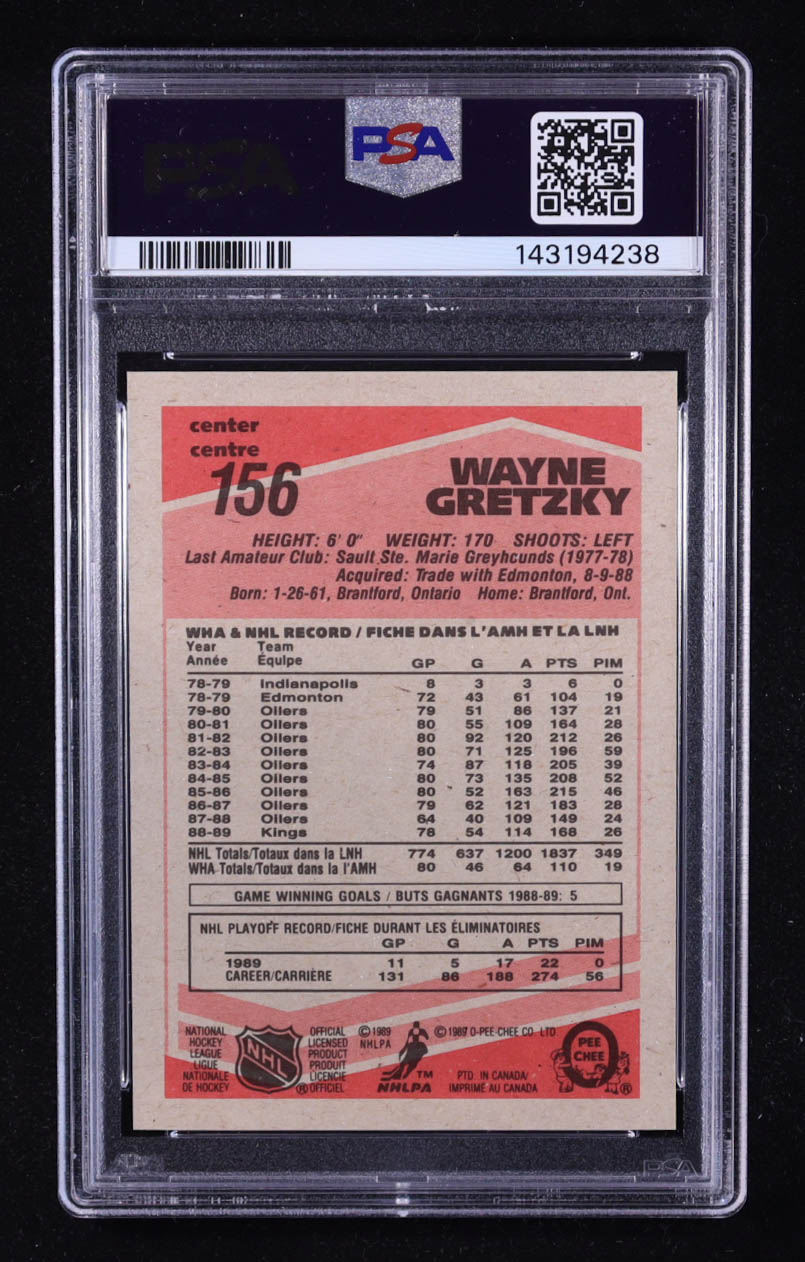 PSA
PSA
143194238
center
centre
156
WAYNE
GRETZKY
HEIGHT: 6' 0" WEIGHT: 170 SHOOTS: LEFT
Last Amateur Club: Sault Ste. Marie Greyhounds (1977-78)
Acquired: Trade with Edmonton, 8-9-88
Born: 1-26-61, Brantford, Ontario Home: Brantford, Ont.
WHA & NHL RECORD / FICHE DANS L'AMH ET LA LNH
Year Team
Année Équipe GP G A PTS PIM
78-79 Indianapolis 8 3 3 6 0
78-79 Edmonton 72 43 61 104 19
79-80 Oilers 79 51 86 137 21
80-81 Oilers 80 55 109 164 28
81-82 Oilers 80 92 120 212 26
82-83 Oilers 80 71 125 196 59
83-84 Oilers 74 87 118 205 39
84-85 Oilers 80 73 135 208 52
85-86 Oilers 80 52 163 215 46
86-87 Oilers 79 62 121 183 28
87-88 Oilers 64 40 109 149 24
88-89 Kings 78 54 114 168 26
NHL Totals/Totaux dans la LNH 774 637 1200 1837 349
WHA Totals/Totaux dans la l'AMH 80 46 64 110 19
GAME WINNING GOALS / BUTS GAGNANTS 1988-89: 5
NHL PLAYOFF RECORD/FICHE DURANT LES ÉLIMINATOIRES
GP G A PTS PIM
1989 11 5 17 22 0
CAREER/CARRIÈRE 131 86 188 274 56
NATIONAL
HOCKEY
LEAGUE
LIGUE
NATIONALE
DE HOCKEY
NHL
OFFICIAL
LICENSED
PRODUCT
PRODUIT
LICENCIE
® OFFICIEL
© 1989
NHLPA
NHLPA ™
© 1989 O-PEE-CHEE CO. LTD.
PTD. IN CANADA/
IMPRIMÉ AU CANADA
O
PEE
CHEE
®
PSA